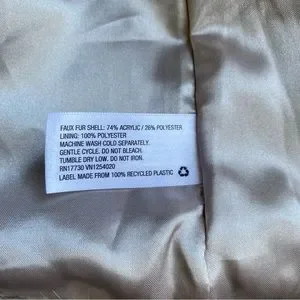 FAUX FUR SHELL: 74% ACRYLIC / 26% POLYESTER
LINING: 100% POLYESTER
MACHINE WASH COLD SEPARATELY.
GENTLE CYCLE. DO NOT BLEACH.
TUMBLE DRY LOW. DO NOT IRON.
RN17730 VN1254020
LABEL MADE FROM 100% RECYCLED PLASTIC